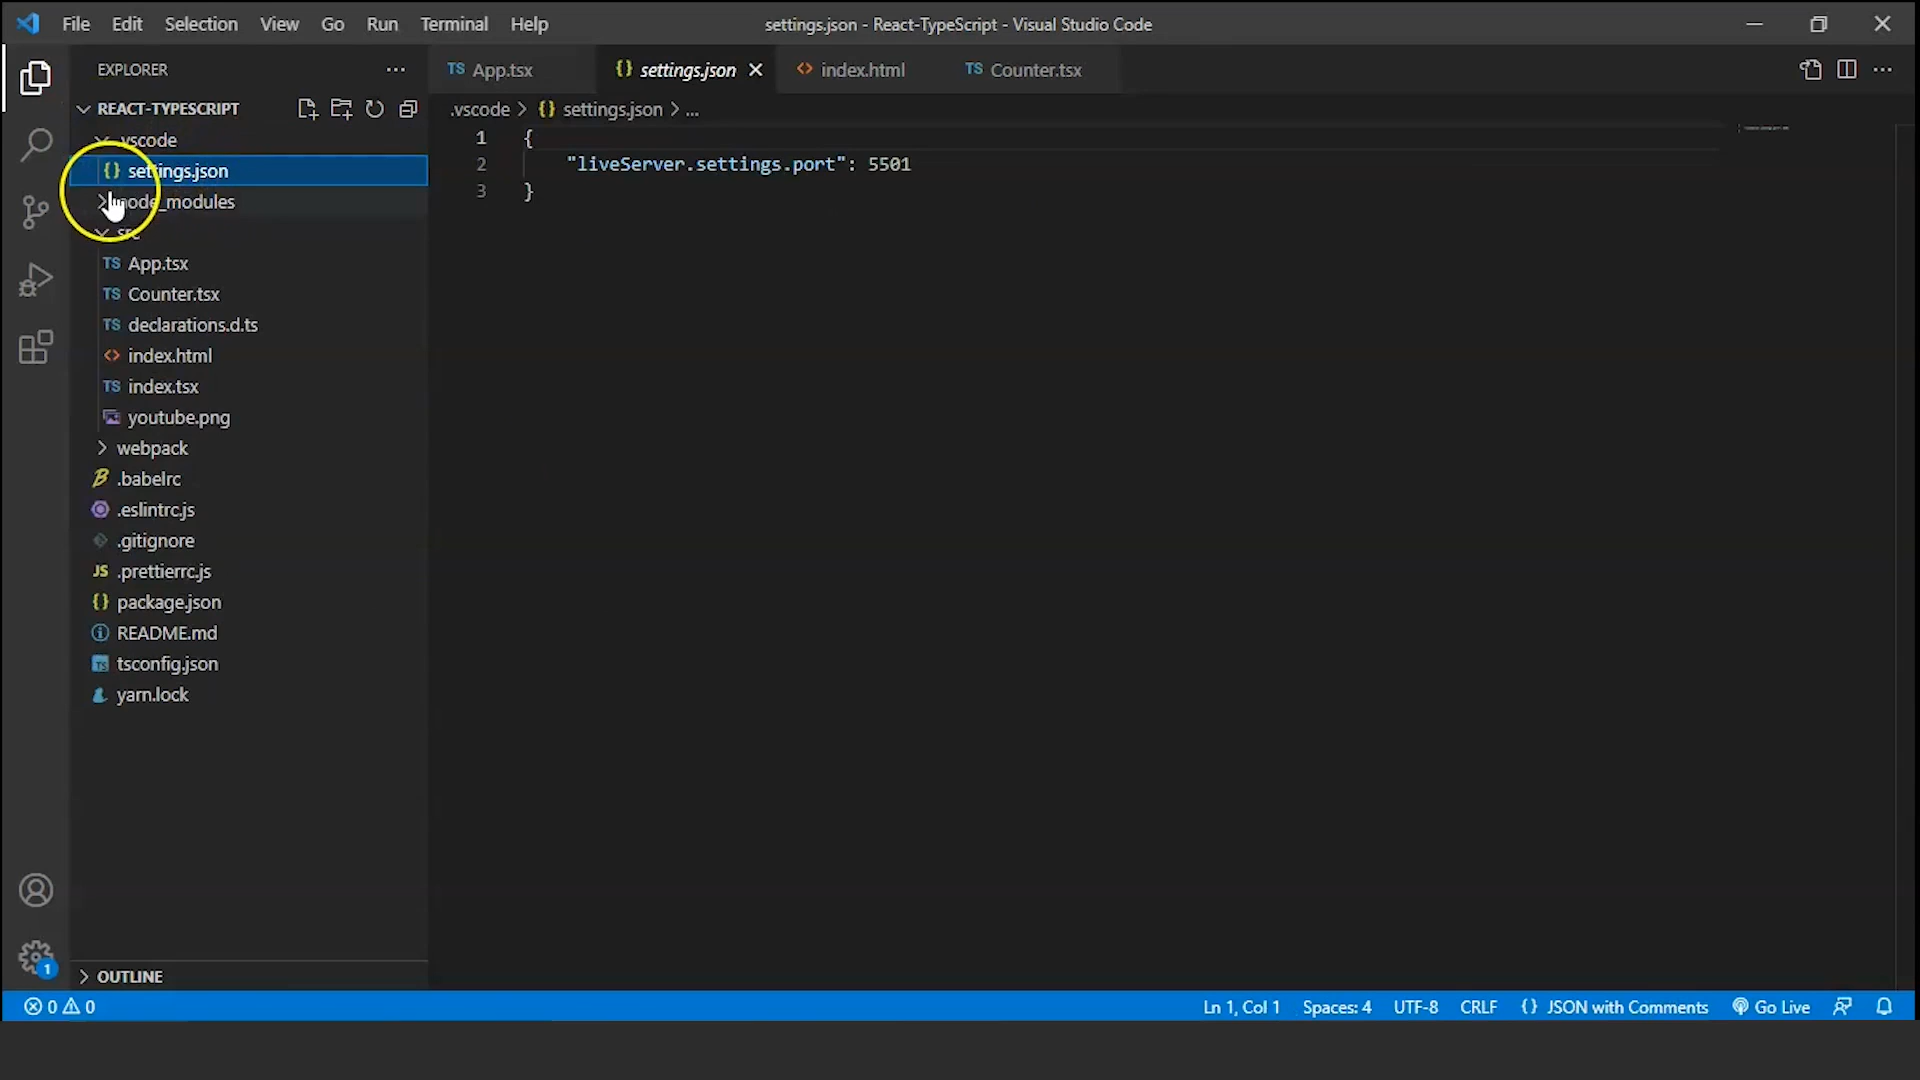 File Edit Selection View Go Run Terminal Help
settings.json - React-TypeScript - Visual Studio Code
EXPLORER
REACT-TYPESCRIPT
.vscode
{} settings.json
node_modules
src
TS App.tsx
TS Counter.tsx
TS declarations.d.ts
<> index.html
TS index.tsx
youtube.png
webpack
.babelrc
.eslintrc.js
.gitignore
JS .prettierrc.js
{} package.json
README.md
TS tsconfig.json
yarn.lock
OUTLINE
TS App.tsx {} settings.json <> index.html TS Counter.tsx
.vscode > {} settings.json > ...
1 {
2 "liveServer.settings.port": 5501
3 }
1
0 0 Ln 1, Col 1 Spaces: 4 UTF-8 CRLF {} JSON with Comments Go Live